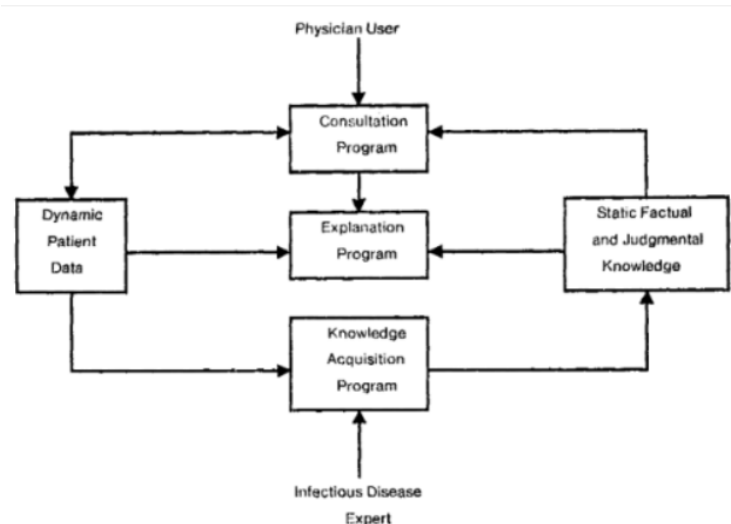 Physician User
Consultation
Program
Dynamic
Patient
Data
Explanation
Program
Static Factual
and Judgmental
Knowledge
Knowledge
Acquisition
Program
Infectious Disease
Expert